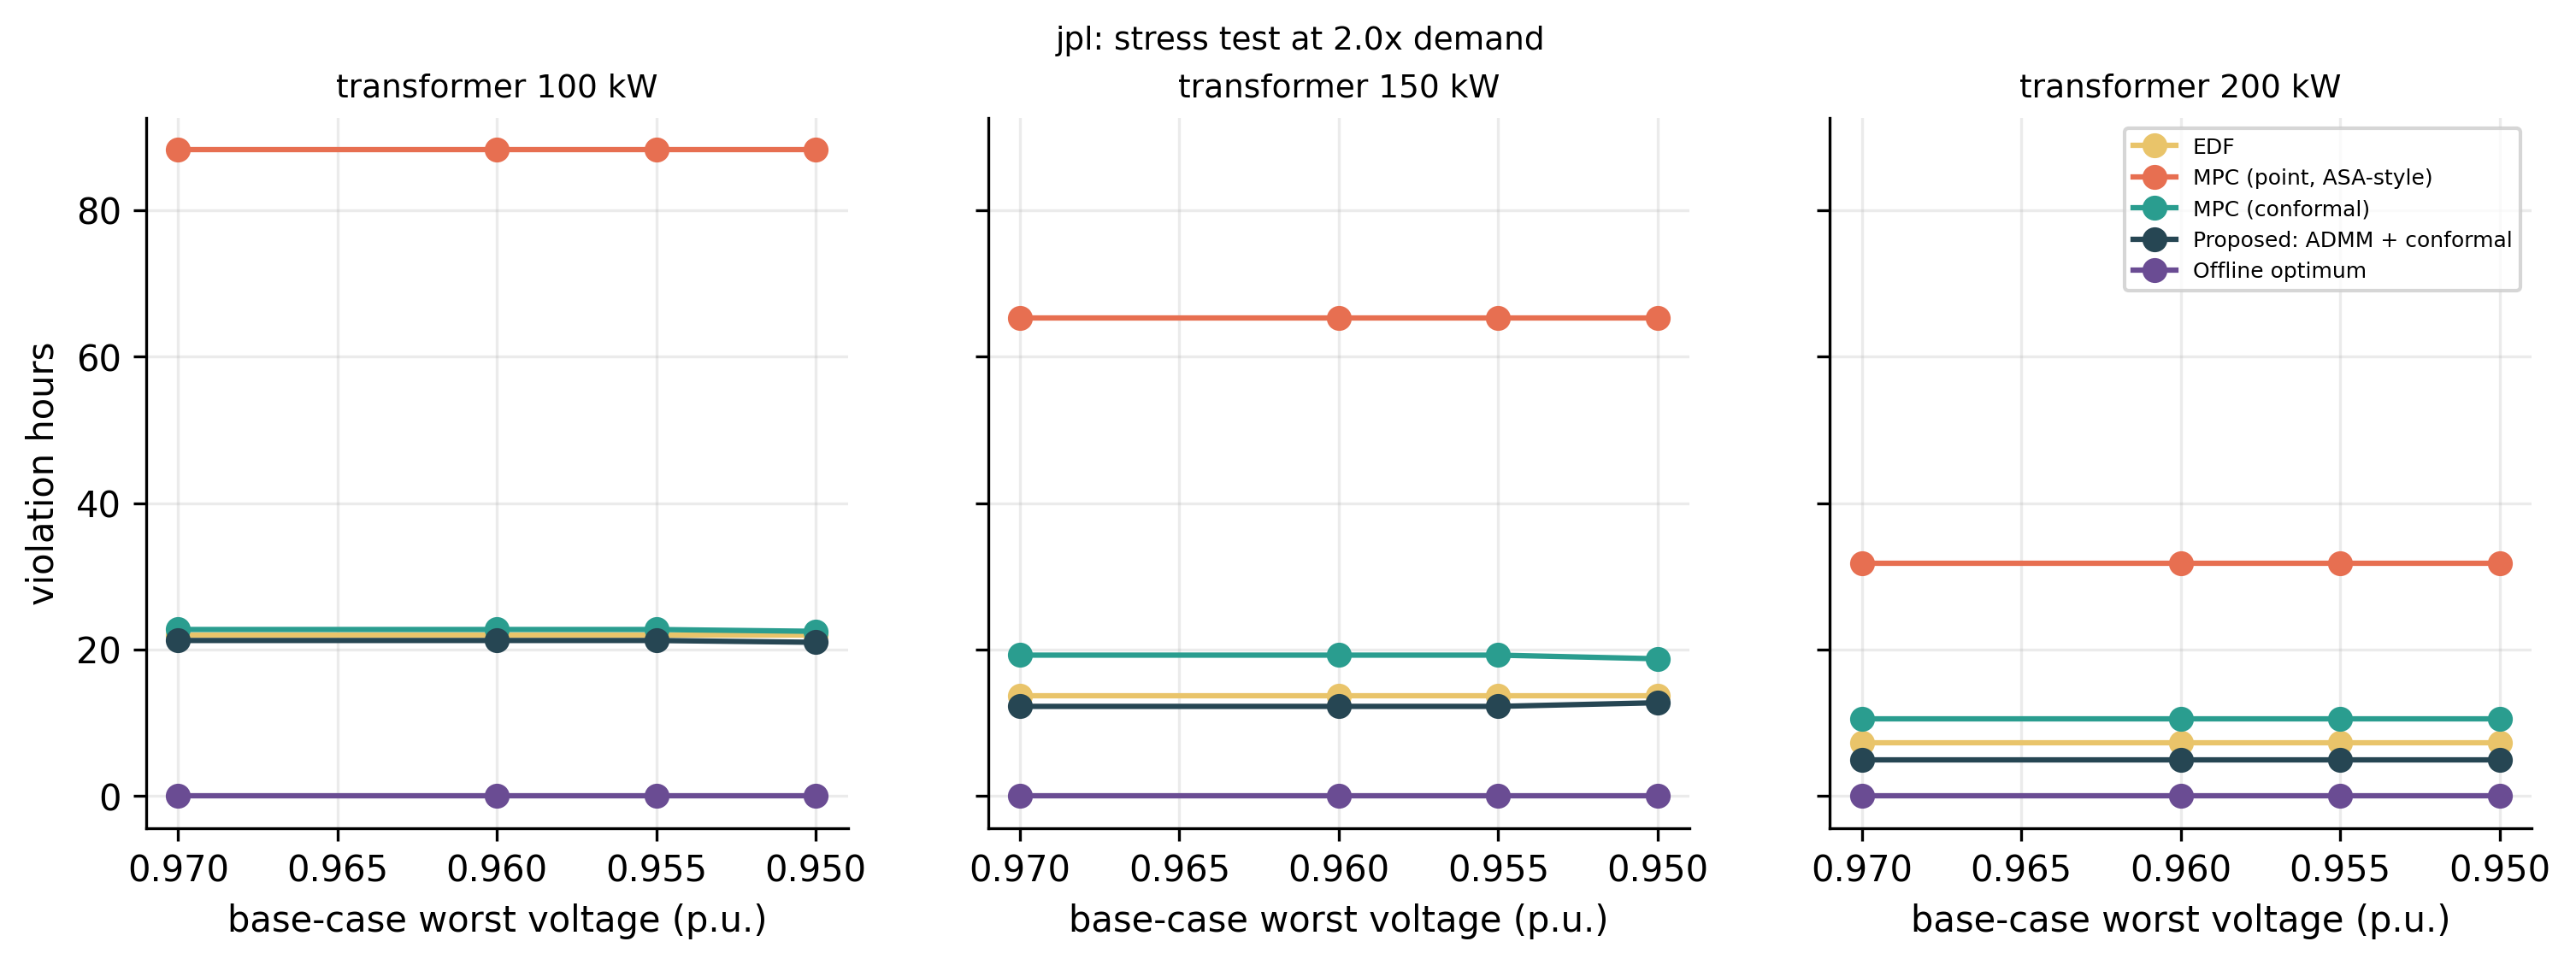 jpl: stress test at 2.0x demand
transformer 100 kW
transformer 150 kW
transformer 200 kW
EDF
MPC (point, ASA-style)
MPC (conformal)
Proposed: ADMM + conformal
Offline optimum
violation hours
80
60
40
20
0
0.970 0.965 0.960 0.955 0.950
0.970 0.965 0.960 0.955 0.950
0.970 0.965 0.960 0.955 0.950
base-case worst voltage (p.u.)
base-case worst voltage (p.u.)
base-case worst voltage (p.u.)